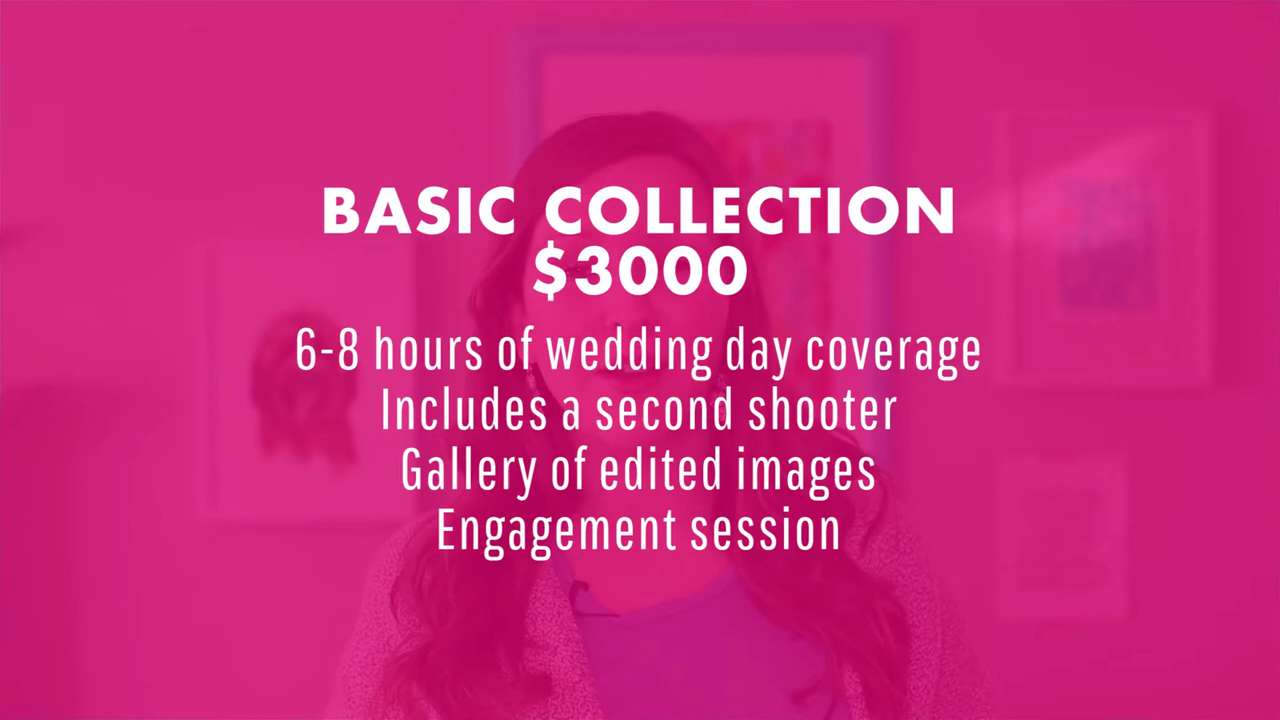 BASIC COLLECTION
$3000
6-8 hours of wedding day coverage
Includes a second shooter
Gallery of edited images
Engagement session